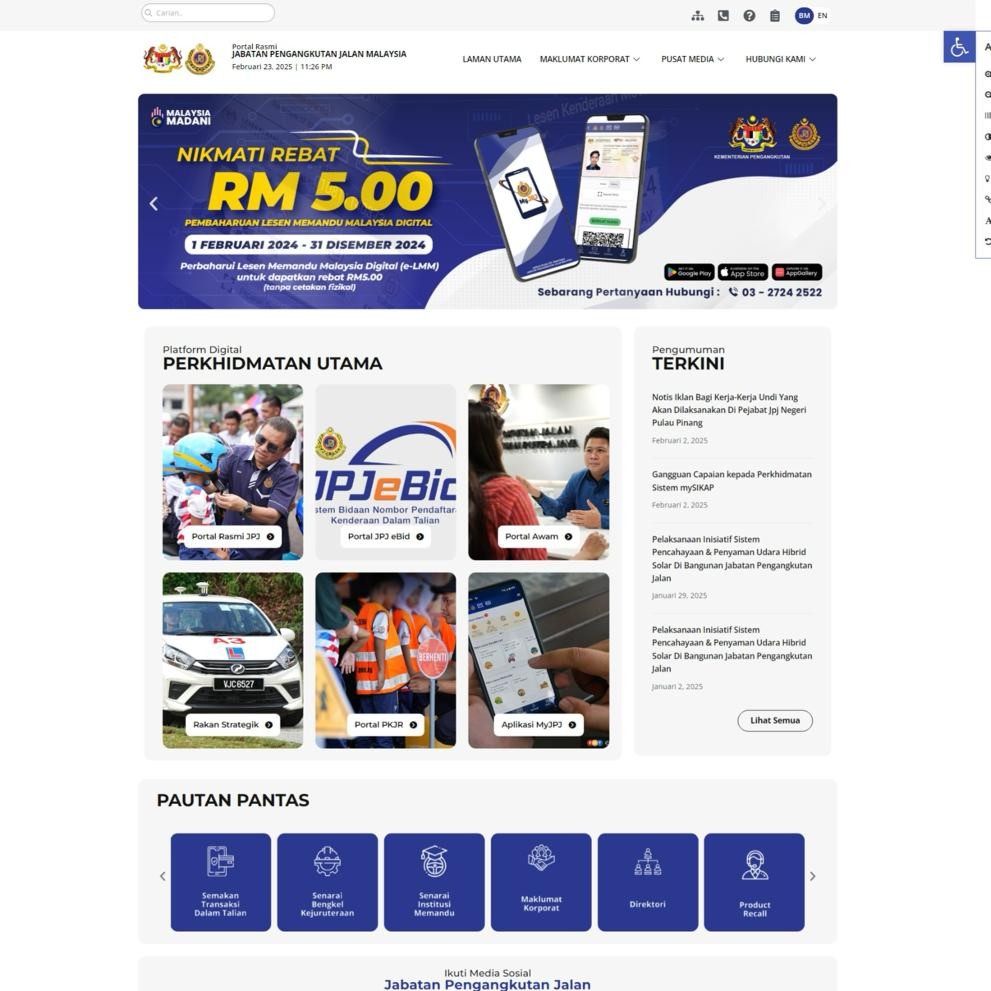 Carian..
BM EN
Portal Rasmi
JABATAN PENGANGKUTAN JALAN MALAYSIA
Februari 23, 2025 | 11:26 PM
LAMAN UTAMA
MAKLUMAT KORPORAT
PUSAT MEDIA
HUBUNGI KAMI
MALAYSIA
MADANI
NIKMATI REBAT
RM 5.00
PEMBAHARUAN LESEN MEMANDU MALAYSIA DIGITAL
1 FEBRUARI 2024 - 31 DISEMBER 2024
Perbaharui Lesen Memandu Malaysia Digital (e-LMM)
untuk dapatkan rebat RM5.00
(tanpa cetakan fizikal)
KEMENTERIAN PENGANGKUTAN
Google Play
App Store
AppGallery
Sebarang Pertanyaan Hubungi : 03 - 2724 2522
Platform Digital
PERKHIDMATAN UTAMA
Portal Rasmi JPJ
JPJeBid
Kenderaan Dalam Talian
Portal JPJ eBid
Portal Awam
A3
L
VJC6527
Rakan Strategik
BERHENTI
Portal PKJR
Aplikasi MyJPJ
Pengumuman
TERKINI
Notis Iklan Bagi Kerja-Kerja Undi Yang
Akan Dilaksanakan Di Pejabat Jpj Negeri
Pulau Pinang
Februari 2, 2025
Gangguan Capaian kepada Perkhidmatan
Sistem mySIKAP
Februari 2, 2025
Pelaksanaan Inisiatif Sistem
Pencahayaan & Penyaman Udara Hibrid
Solar Di Bangunan Jabatan Pengangkutan
Jalan
Januari 29, 2025
Pelaksanaan Inisiatif Sistem
Pencahayaan & Penyaman Udara Hibrid
Solar Di Bangunan Jabatan Pengangkutan
Jalan
Januari 2, 2025
Lihat Semua
PAUTAN PANTAS
Semakan
Transaksi
Dalam Talian
Senarai
Bengkel
Kejuruteraan
Senarai
Institusi
Memandu
Maklumat
Korporat
Direktori
Product
Recall
Ikuti Media Sosial
Jabatan Pengangkutan Jalan